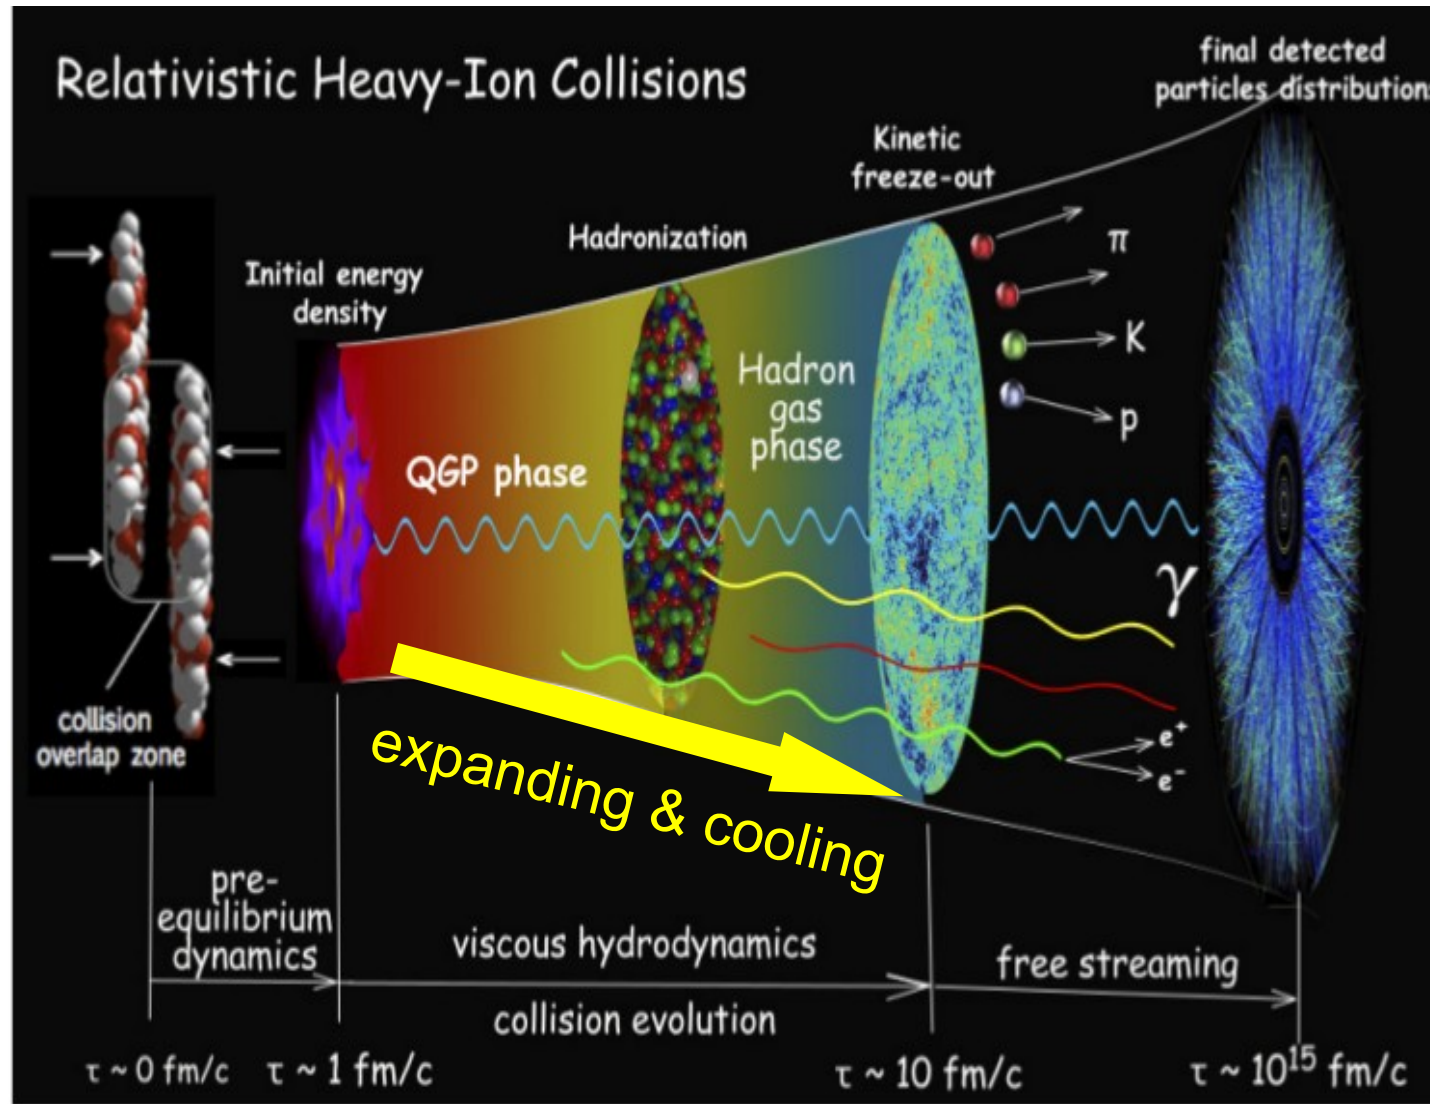 Relativistic Heavy-Ion Collisions
final detected
particles distributions
Kinetic
freeze-out
Hadronization
Initial energy
density
π
K
p
Hadron
gas
phase
QGP phase
γ
e⁺
e⁻
collision
overlap zone
expanding & cooling
pre-
equilibrium
dynamics
viscous hydrodynamics
free streaming
collision evolution
τ ~ 0 fm/c
τ ~ 1 fm/c
τ ~ 10 fm/c
τ ~ 10¹⁵ fm/c